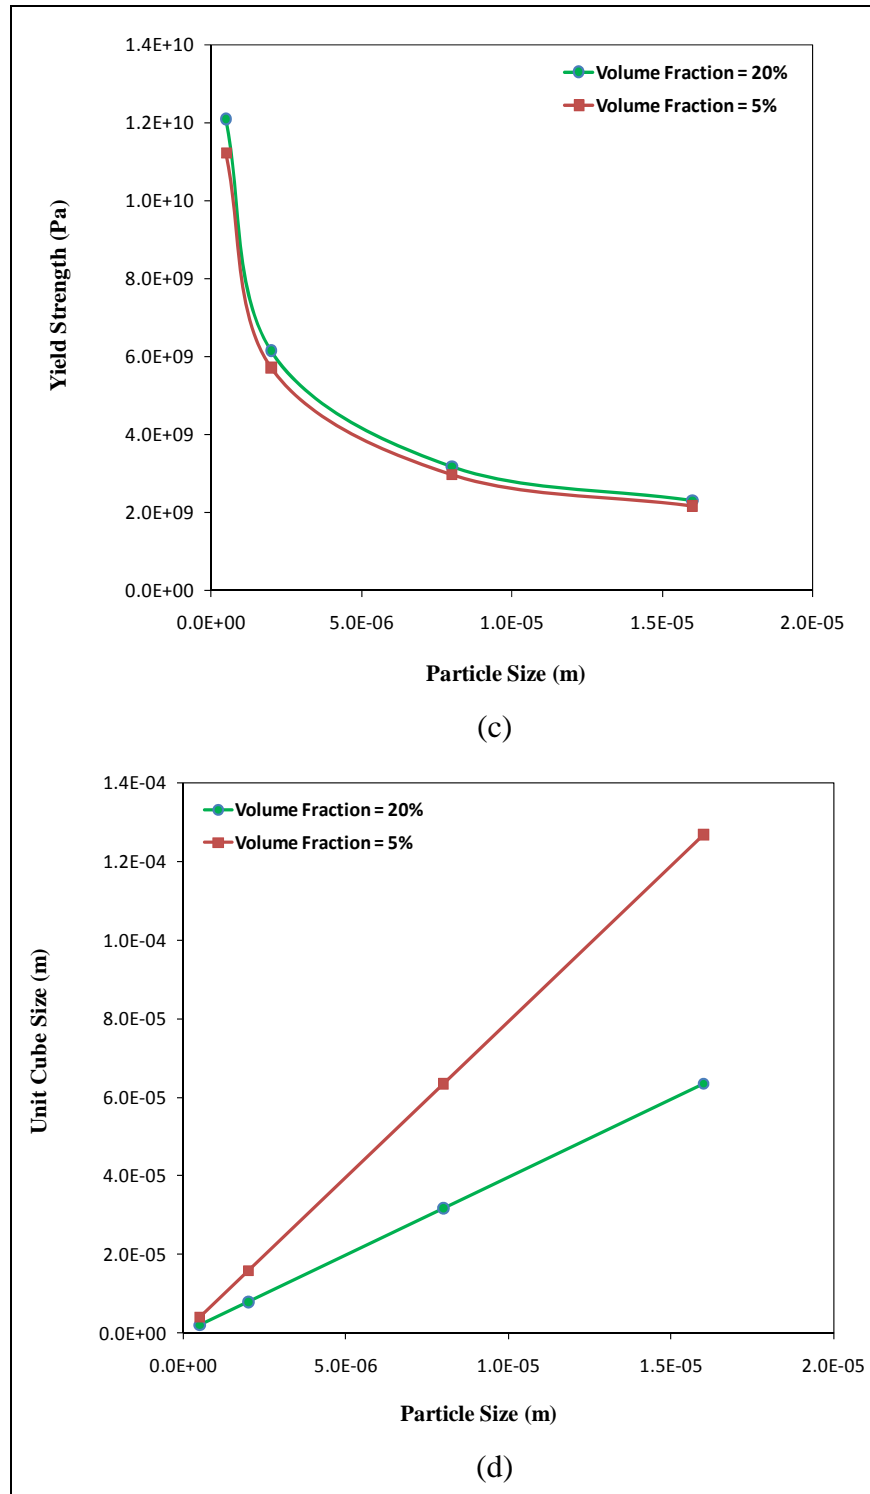 1.4E+10
1.2E+10
1.0E+10
8.0E+09
6.0E+09
4.0E+09
2.0E+09
0.0E+00
Yield Strength (Pa)
Volume Fraction = 20%
Volume Fraction = 5%
0.0E+00 5.0E-06 1.0E-05 1.5E-05 2.0E-05
Particle Size (m)
(c)
1.4E-04
1.2E-04
1.0E-04
8.0E-05
6.0E-05
4.0E-05
2.0E-05
0.0E+00
Unit Cube Size (m)
Volume Fraction = 20%
Volume Fraction = 5%
0.0E+00 5.0E-06 1.0E-05 1.5E-05 2.0E-05
Particle Size (m)
(d)